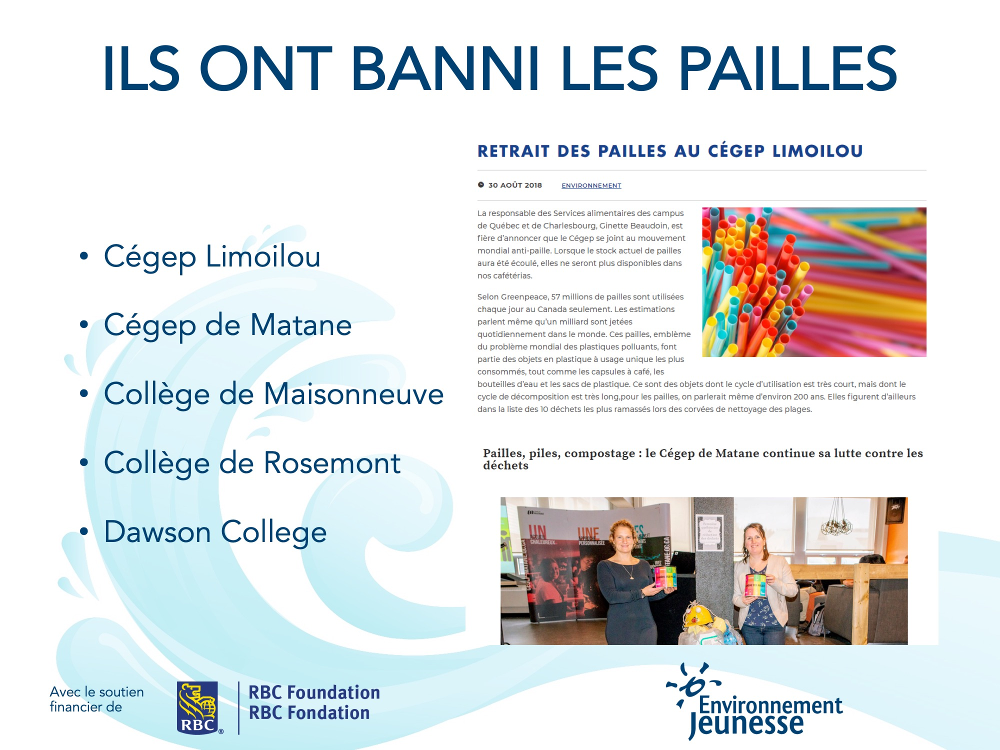 ILS ONT BANNI LES PAILLES
• Cégep Limoilou
• Cégep de Matane
• Collège de Maisonneuve
• Collège de Rosemont
• Dawson College
RETRAIT DES PAILLES AU CÉGEP LIMOILOU
30 AOÛT 2018 ENVIRONNEMENT
La responsable des Services alimentaires des campus
de Québec et de Charlesbourg, Ginette Beaudoin, est
fière d'annoncer que le Cégep se joint au mouvement
mondial anti-paille. Lorsque le stock actuel de pailles
aura été écoulé, elles ne seront plus disponibles dans
nos cafétérias.
Selon Greenpeace, 57 millions de pailles sont utilisées
chaque jour au Canada seulement. Les estimations
parlent même qu'un milliard sont jetées
quotidiennement dans le monde. Ces pailles, emblème
du problème mondial des plastiques polluants, font
partie des objets en plastique à usage unique les plus
consommés, tout comme les capsules à café, les
bouteilles d'eau et les sacs de plastique. Ce sont des objets dont le cycle d'utilisation est très court, mais dont le
cycle de décomposition est très long,pour les pailles, on parlerait même d'environ 200 ans. Elles figurent d'ailleurs
dans la liste des 10 déchets les plus ramassés lors des corvées de nettoyage des plages.
Pailles, piles, compostage : le Cégep de Matane continue sa lutte contre les
déchets
MATANE
UN
ACCUEIL
CHALEUREUX
UNE
APPROCHE
PERSONNALISÉE
VIVEZ
Semaine
québécoise
de
réduction
des déchets
Avec le soutien
financier de
RBC®
RBC Foundation
RBC Fondation
Environnement
Jeunesse